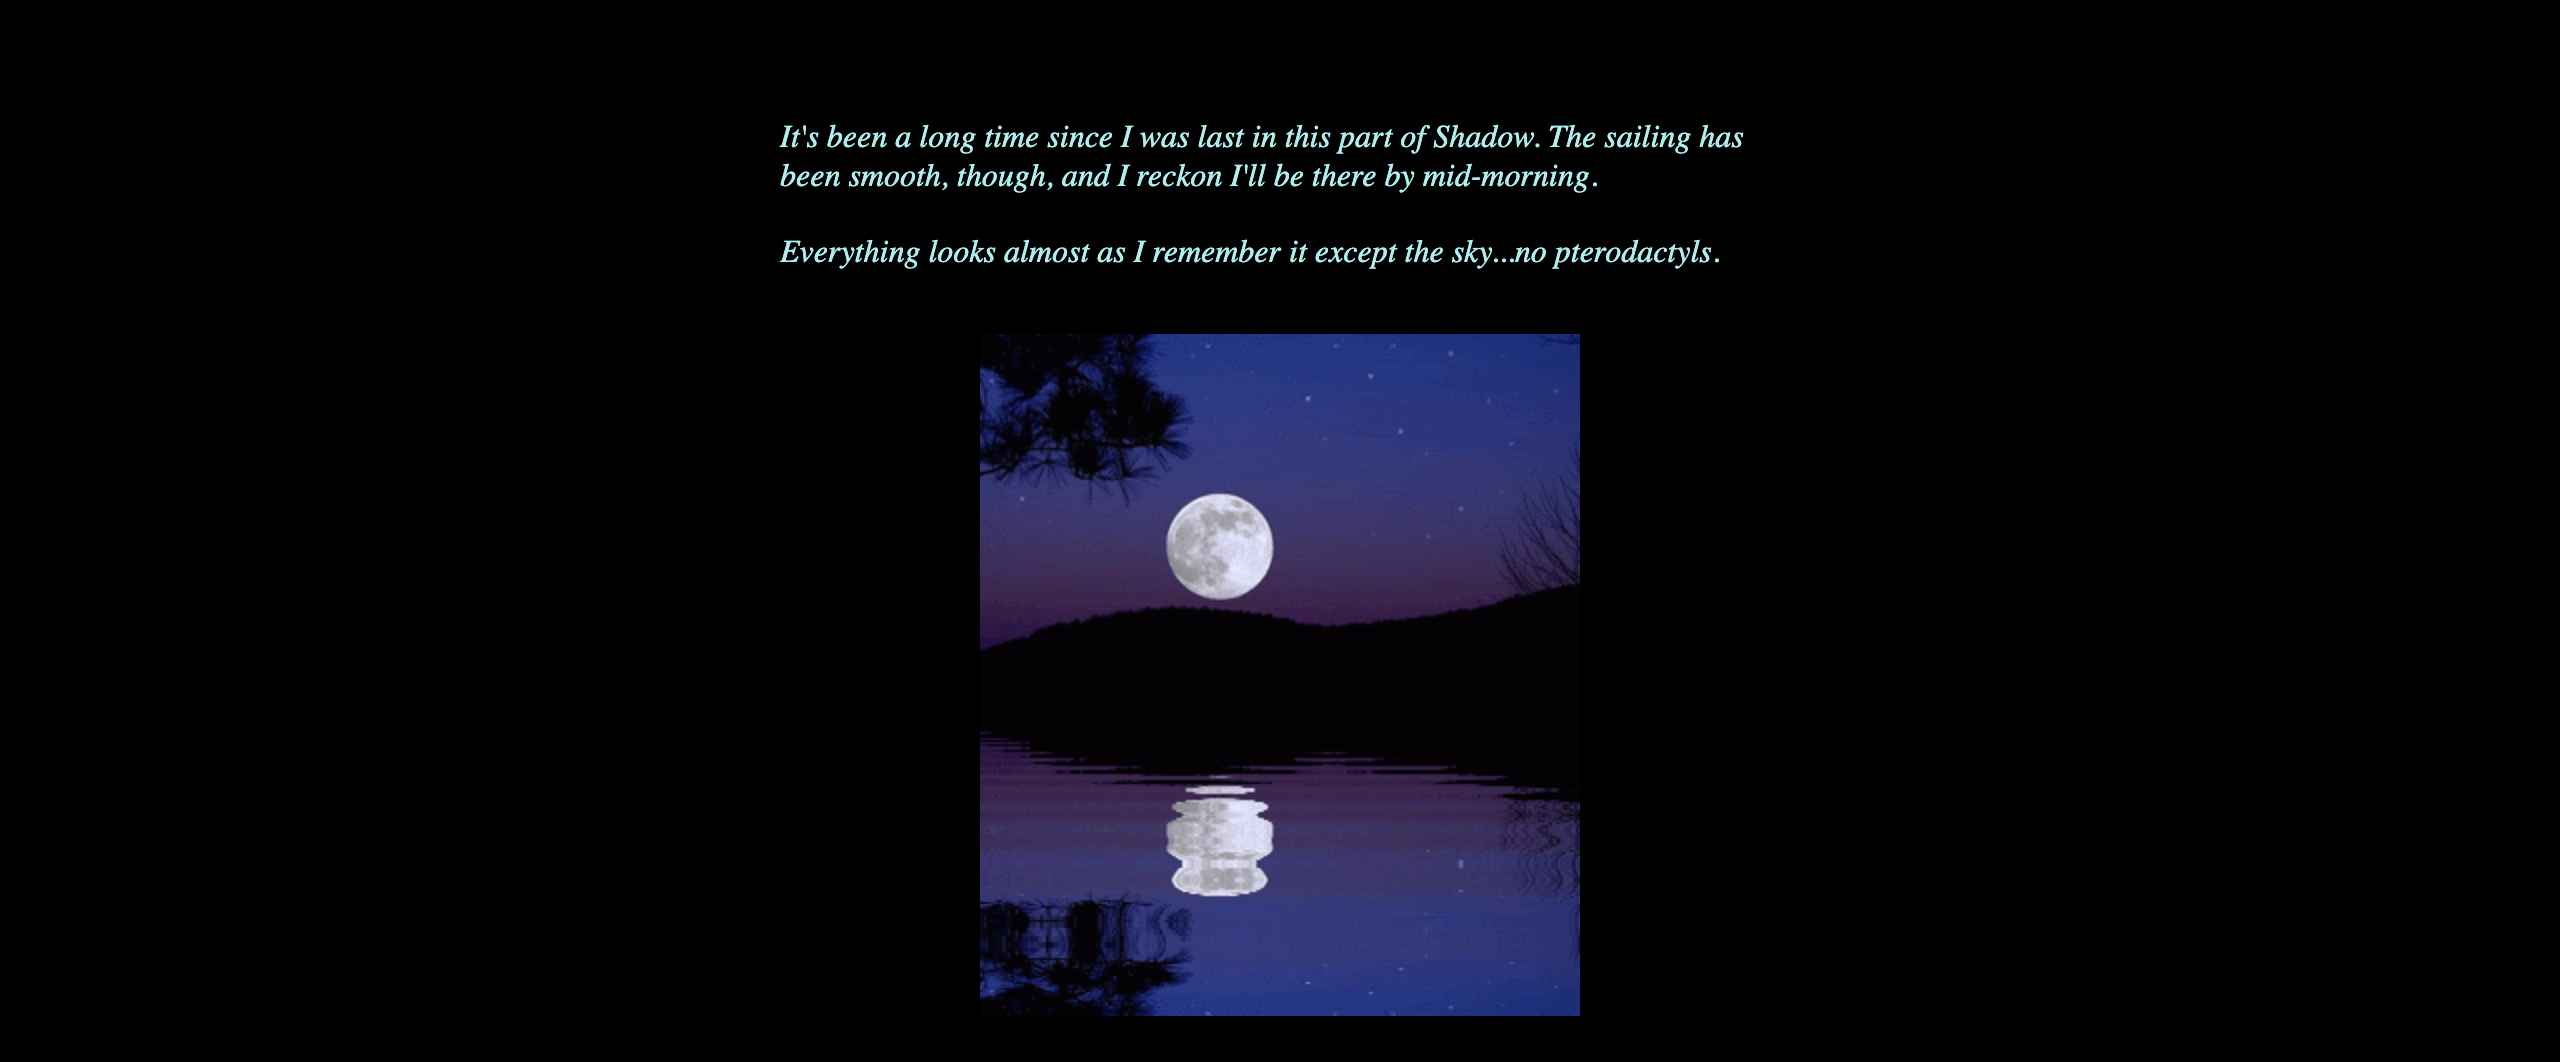 It's been a long time since I was last in this part of Shadow. The sailing has
been smooth, though, and I reckon I'll be there by mid-morning.
Everything looks almost as I remember it except the sky...no pterodactyls.